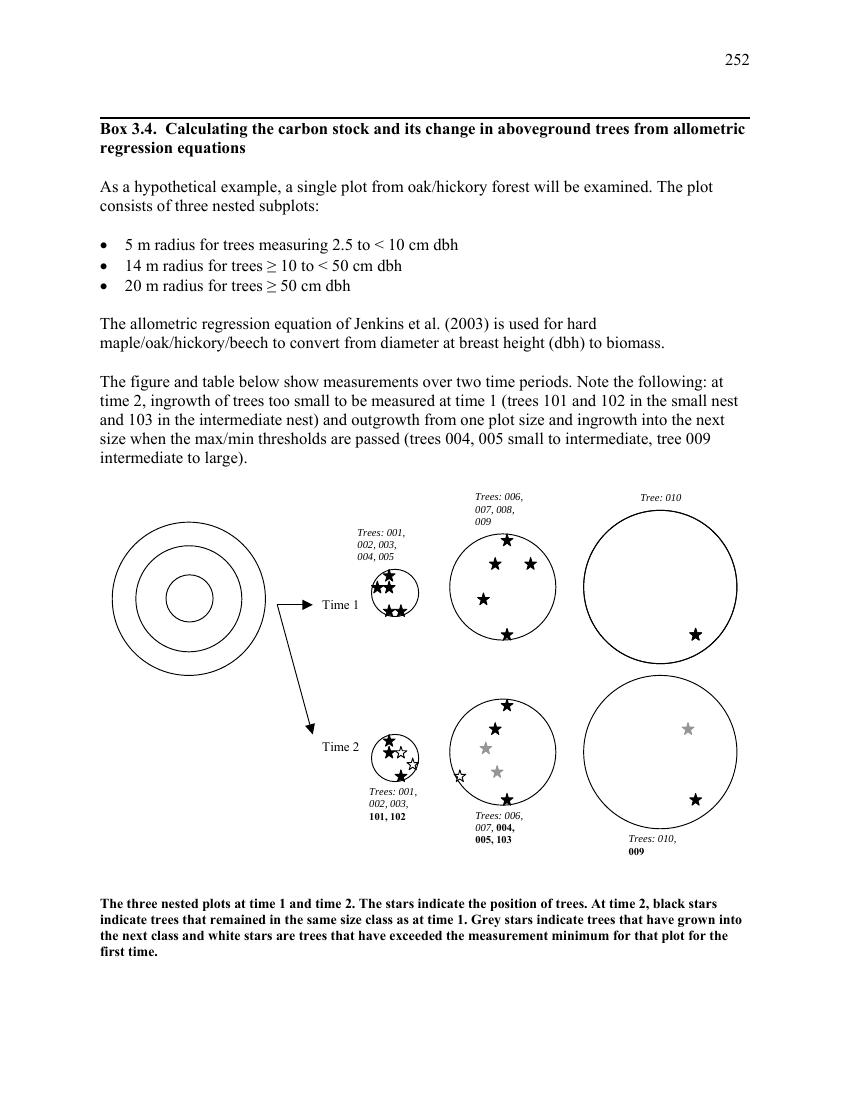 252
Box 3.4.  Calculating the carbon stock and its change in aboveground trees from allometric
regression equations
As a hypothetical example, a single plot from oak/hickory forest will be examined. The plot
consists of three nested subplots:
• 5 m radius for trees measuring 2.5 to < 10 cm dbh
• 14 m radius for trees ≥ 10 to < 50 cm dbh
• 20 m radius for trees ≥ 50 cm dbh
The allometric regression equation of Jenkins et al. (2003) is used for hard
maple/oak/hickory/beech to convert from diameter at breast height (dbh) to biomass.
The figure and table below show measurements over two time periods. Note the following: at
time 2, ingrowth of trees too small to be measured at time 1 (trees 101 and 102 in the small nest
and 103 in the intermediate nest) and outgrowth from one plot size and ingrowth into the next
size when the max/min thresholds are passed (trees 004, 005 small to intermediate, tree 009
intermediate to large).
Trees: 001,
002, 003,
004, 005
Trees: 006,
007, 008,
009
Tree: 010
Time 1
Time 2
Trees: 001,
002, 003,
101, 102
Trees: 006,
007, 004,
005, 103
Trees: 010,
009
The three nested plots at time 1 and time 2. The stars indicate the position of trees. At time 2, black stars
indicate trees that remained in the same size class as at time 1. Grey stars indicate trees that have grown into
the next class and white stars are trees that have exceeded the measurement minimum for that plot for the
first time.